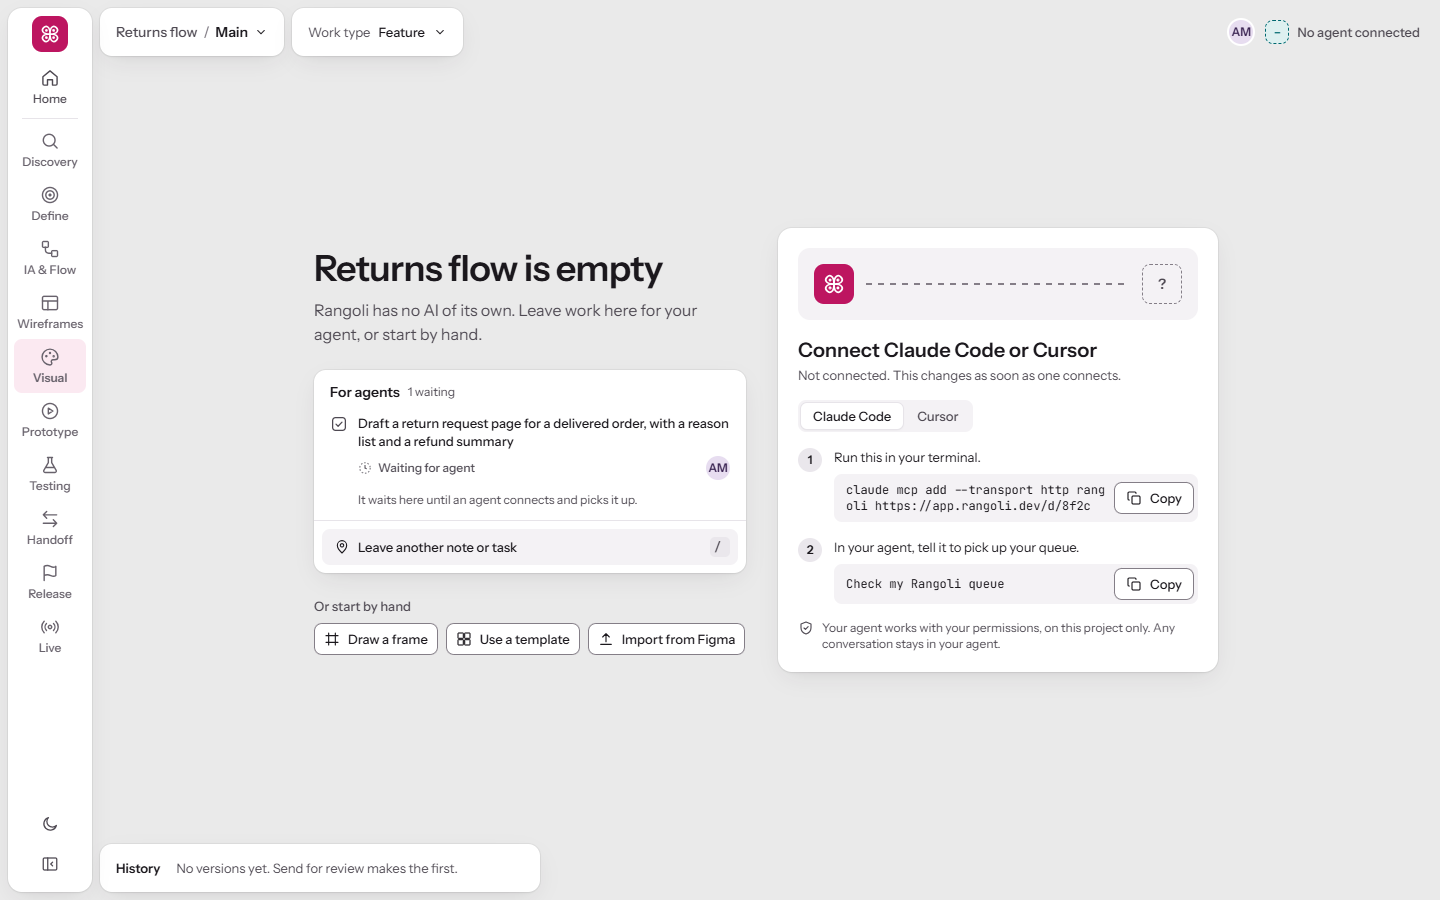 Returns flow / Main
Work type Feature
AM
–
No agent connected
Home
Discovery
Define
IA & Flow
Wireframes
Visual
Prototype
Testing
Handoff
Release
Live
Returns flow is empty
Rangoli has no AI of its own. Leave work here for your
agent, or start by hand.
For agents 1 waiting
Draft a return request page for a delivered order, with a reason
list and a refund summary
Waiting for agent
AM
It waits here until an agent connects and picks it up.
Leave another note or task /
Or start by hand
Draw a frame
Use a template
Import from Figma
?
Connect Claude Code or Cursor
Not connected. This changes as soon as one connects.
Claude Code
Cursor
1 Run this in your terminal.
claude mcp add --transport http rang
oli https://app.rangoli.dev/d/8f2c
Copy
2 In your agent, tell it to pick up your queue.
Check my Rangoli queue
Copy
Your agent works with your permissions, on this project only. Any
conversation stays in your agent.
History No versions yet. Send for review makes the first.